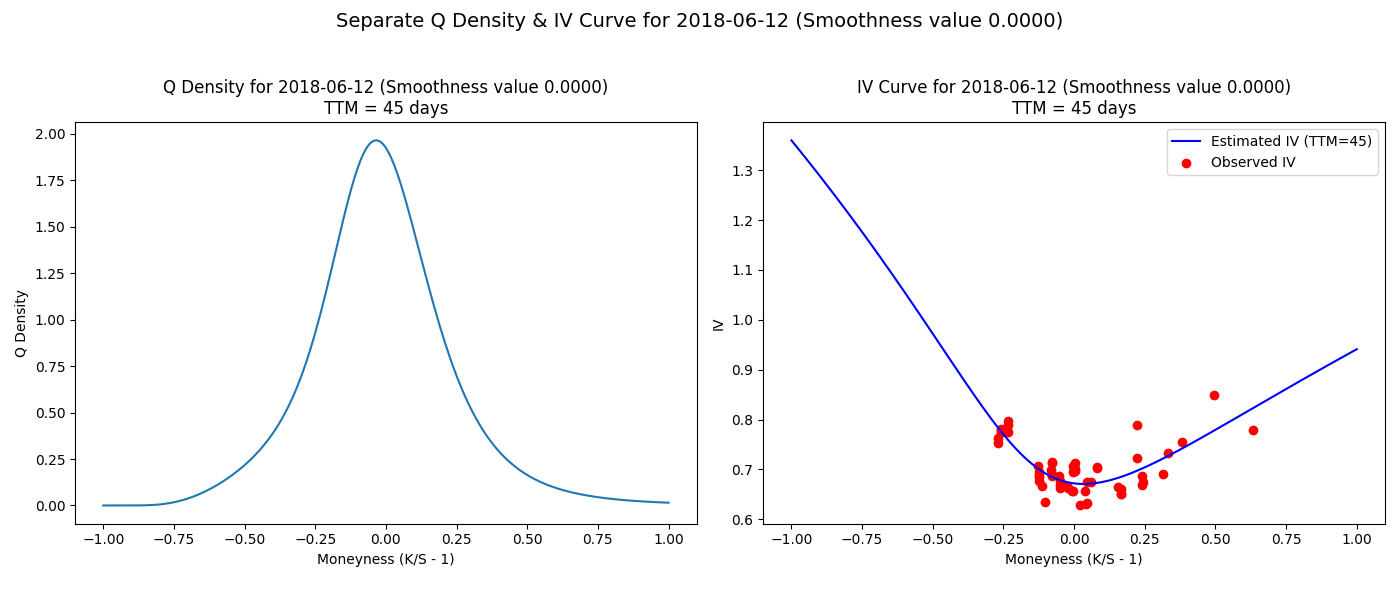 Separate Q Density & IV Curve for 2018-06-12 (Smoothness value 0.0000)
Q Density for 2018-06-12 (Smoothness value 0.0000)
TTM = 45 days
2.00
1.75
1.50
1.25
1.00
0.75
0.50
0.25
0.00
Q Density
−1.00 −0.75 −0.50 −0.25 0.00 0.25 0.50 0.75 1.00
Moneyness (K/S - 1)
IV Curve for 2018-06-12 (Smoothness value 0.0000)
TTM = 45 days
Estimated IV (TTM=45)
Observed IV
1.3
1.2
1.1
1.0
0.9
0.8
0.7
0.6
IV
−1.00 −0.75 −0.50 −0.25 0.00 0.25 0.50 0.75 1.00
Moneyness (K/S - 1)